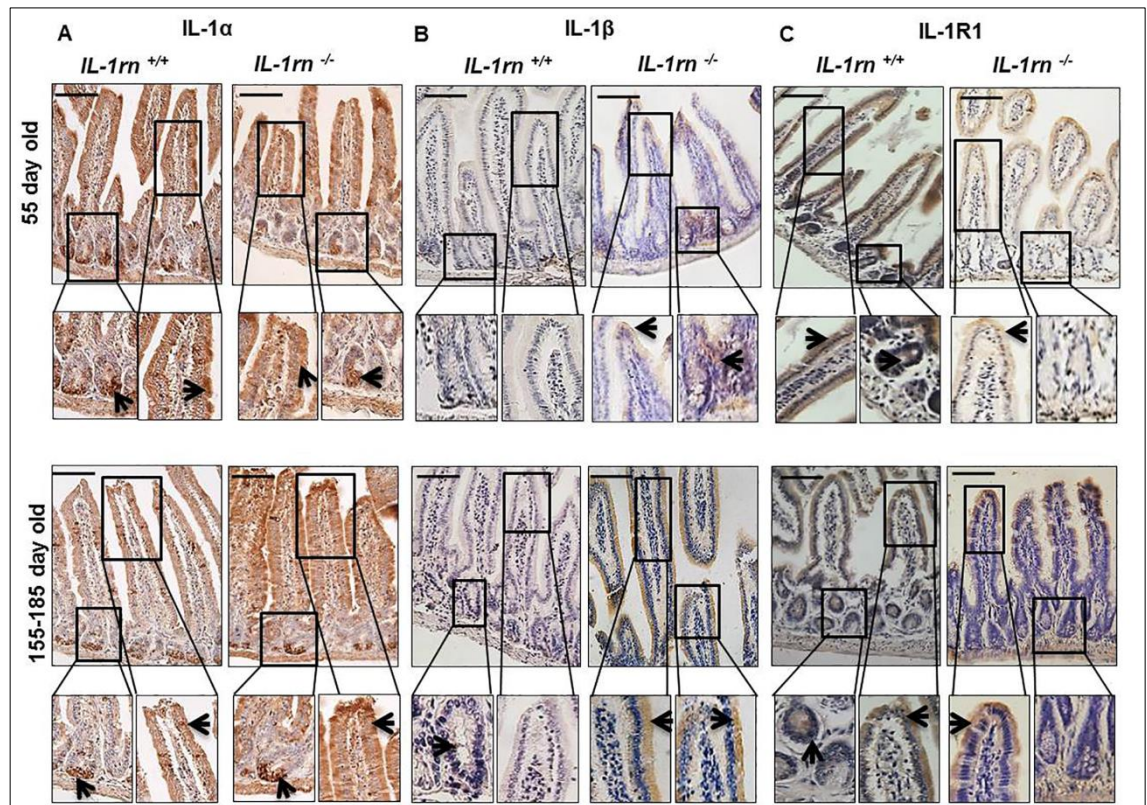 A IL-1α B IL-1β C IL-1R1
IL-1rn +/+ IL-1rn -/- IL-1rn +/+ IL-1rn -/- IL-1rn +/+ IL-1rn -/-
55 day old
155-185 day old